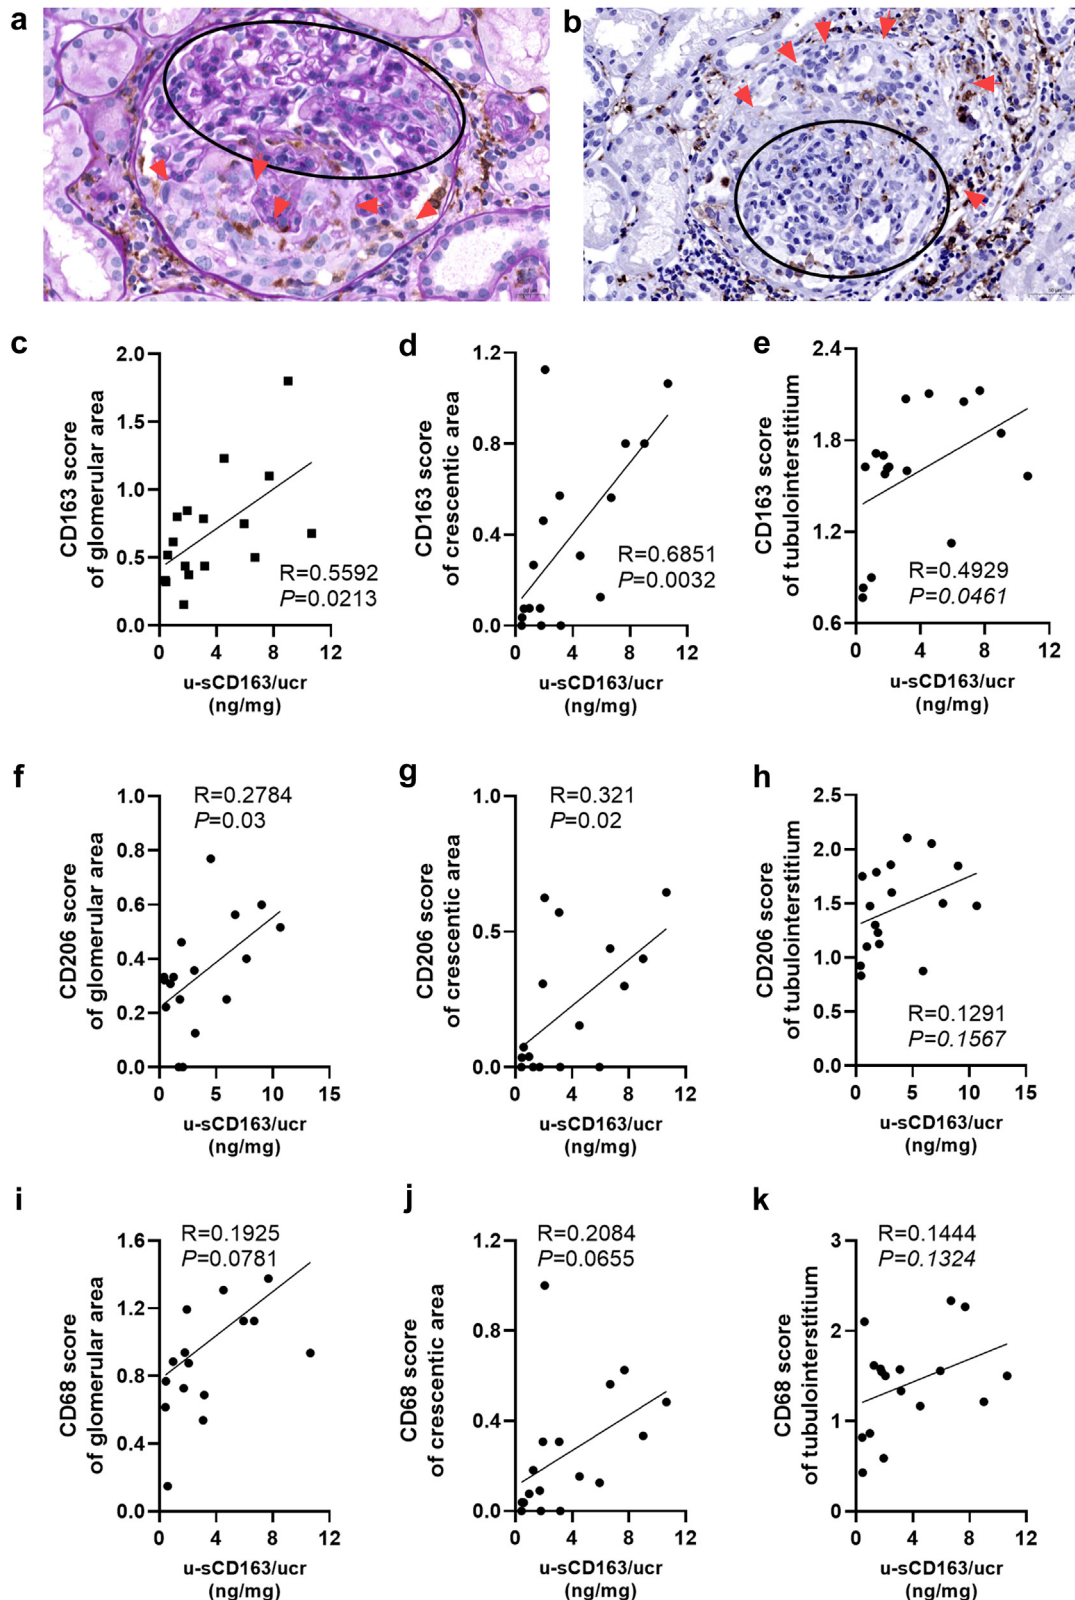 a
b
50 μm
c
CD163 score
of glomerular area
2.0
1.5
1.0
0.5
0.0
R=0.5592
P=0.0213
0
4
8
12
u-sCD163/ucr
(ng/mg)
d
CD163 score
of crescentic area
1.2
0.8
0.4
0.0
R=0.6851
P=0.0032
0
4
8
12
u-sCD163/ucr
(ng/mg)
e
CD163 score
of tubulointerstitium
2.4
1.8
1.2
0.6
R=0.4929
P=0.0461
0
4
8
12
u-sCD163/ucr
(ng/mg)
f
CD206 score
of glomerular area
1.0
0.8
0.6
0.4
0.2
0.0
R=0.2784
P=0.03
0
5
10
15
u-sCD163/ucr
(ng/mg)
g
CD206 score
of crescentic area
1.0
0.5
0.0
R=0.321
P=0.02
0
4
8
12
u-sCD163/ucr
(ng/mg)
h
CD206 score
of tubulointerstitium
2.5
2.0
1.5
1.0
0.5
0.0
R=0.1291
P=0.1567
0
5
10
15
u-sCD163/ucr
(ng/mg)
i
CD68 score
of glomerular area
1.6
1.2
0.8
0.4
0.0
R=0.1925
P=0.0781
0
4
8
12
u-sCD163/ucr
(ng/mg)
j
CD68 score
of crescentic area
1.2
0.8
0.4
0.0
R=0.2084
P=0.0655
0
4
8
12
u-sCD163/ucr
(ng/mg)
k
CD68 score
of tubulointerstitium
3
2
1
0
R=0.1444
P=0.1324
0
4
8
12
u-sCD163/ucr
(ng/mg)